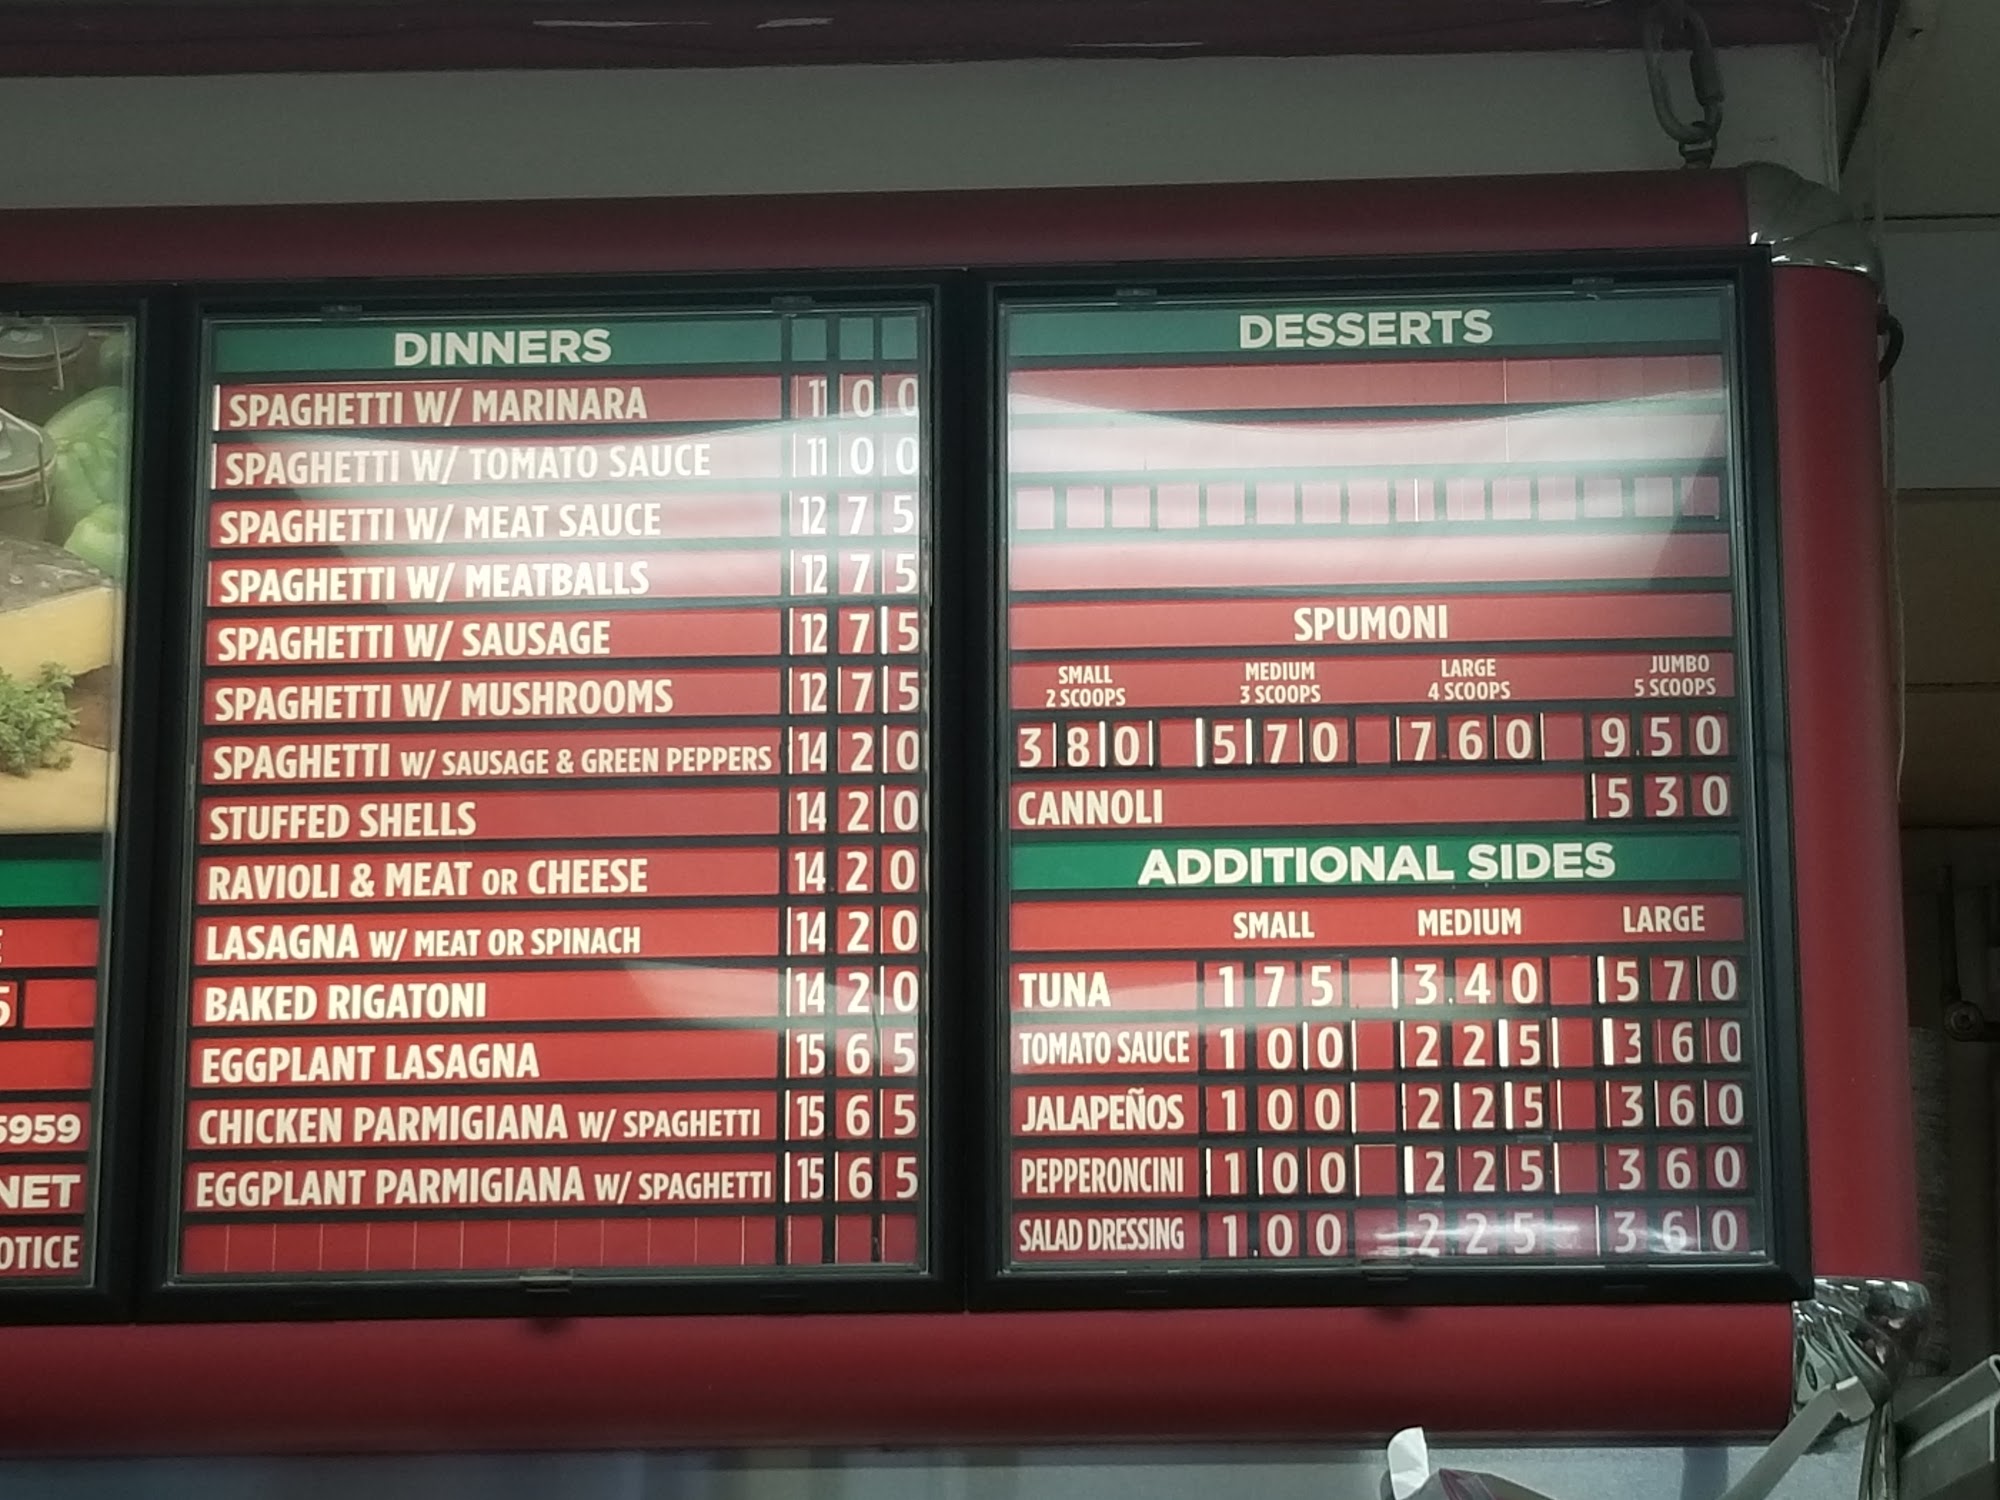 DINNERS
SPAGHETTI W/ MARINARA 11 0 0
SPAGHETTI W/ TOMATO SAUCE 11 0 0
SPAGHETTI W/ MEAT SAUCE 12 7 5
SPAGHETTI W/ MEATBALLS 12 7 5
SPAGHETTI W/ SAUSAGE 12 7 5
SPAGHETTI W/ MUSHROOMS 12 7 5
SPAGHETTI W/ SAUSAGE & GREEN PEPPERS 14 2 0
STUFFED SHELLS 14 2 0
RAVIOLI & MEAT OR CHEESE 14 2 0
LASAGNA W/ MEAT OR SPINACH 14 2 0
BAKED RIGATONI 14 2 0
EGGPLANT LASAGNA 15 6 5
CHICKEN PARMIGIANA W/ SPAGHETTI 15 6 5
EGGPLANT PARMIGIANA W/ SPAGHETTI 15 6 5
DESSERTS
SPUMONI
SMALL MEDIUM LARGE JUMBO
2 SCOOPS 3 SCOOPS 4 SCOOPS 5 SCOOPS
3 8 0 5 7 0 7.6 0 9.5 0
CANNOLI 5 3 0
ADDITIONAL SIDES
SMALL MEDIUM LARGE
TUNA 1 7 5 3.4 0 5 7 0
TOMATO SAUCE 1 0 0 2 2 5 3 6 0
JALAPEÑOS 1 0 0 2 2 5 3 6 0
PEPPERONCINI 1 0 0 2 2 5 3 6 0
SALAD DRESSING 1.0 0 2 2 5 3 6 0
5959
NET
OTICE